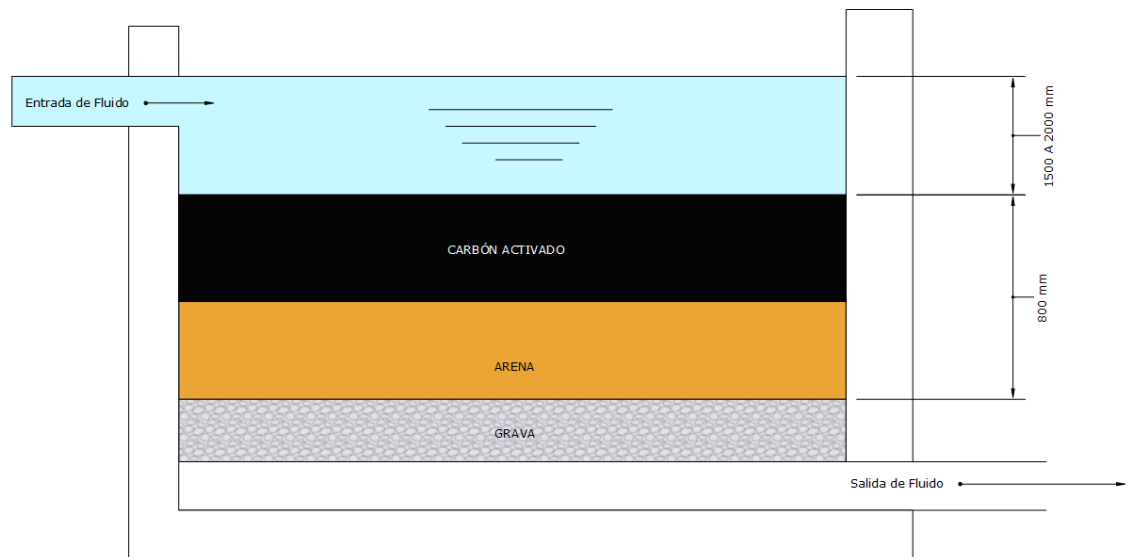 Entrada de Fluido
1500 A 2000 mm
CARBÓN ACTIVADO
800 mm
ARENA
GRAVA
Salida de Fluido